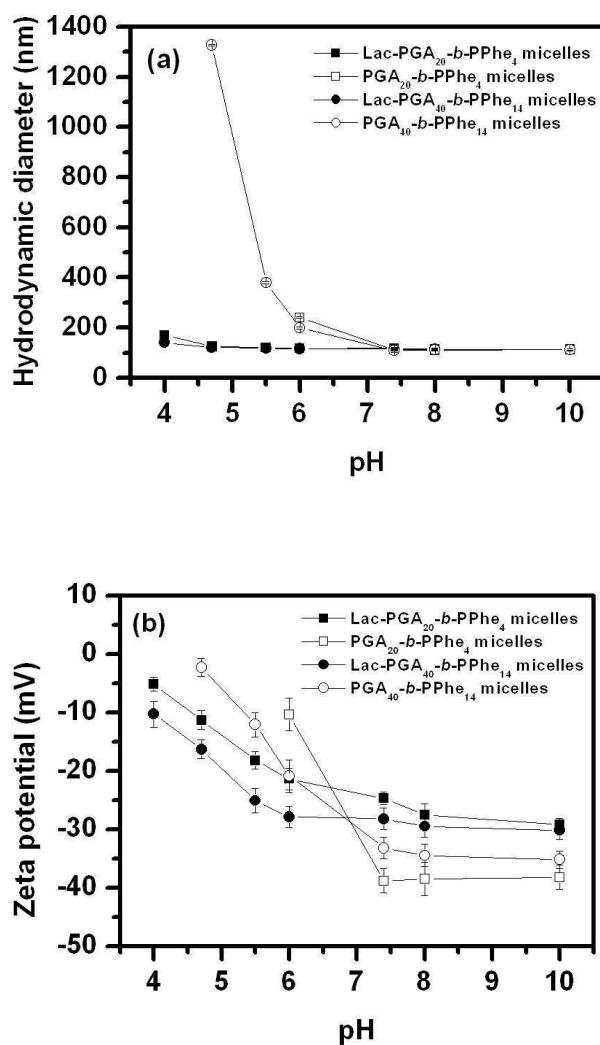 (a)
Lac-PGA20-b-PPhe4 micelles
PGA20-b-PPhe4 micelles
Lac-PGA40-b-PPhe14 micelles
PGA40-b-PPhe14 micelles
Hydrodynamic diameter (nm)
1400
1200
1000
800
600
400
200
0
4 5 6 7 8 9 10
pH
(b)
Lac-PGA20-b-PPhe4 micelles
PGA20-b-PPhe4 micelles
Lac-PGA40-b-PPhe14 micelles
PGA40-b-PPhe14 micelles
Zeta potential (mV)
10
0
-10
-20
-30
-40
-50
4 5 6 7 8 9 10
pH